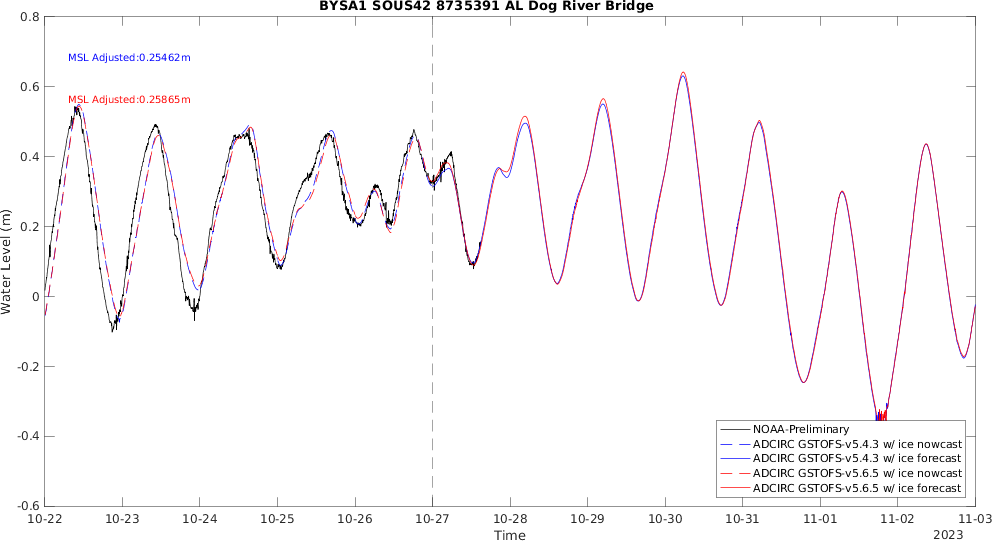 BYSA1 SOUS42 8735391 AL Dog River Bridge
MSL Adjusted:0.25462m
MSL Adjusted:0.25865m
Water Level (m)
0.8
0.6
0.4
0.2
0
-0.2
-0.4
-0.6
NOAA-Preliminary
ADCIRC GSTOFS-v5.4.3 w/ ice nowcast
ADCIRC GSTOFS-v5.4.3 w/ ice forecast
ADCIRC GSTOFS-v5.6.5 w/ ice nowcast
ADCIRC GSTOFS-v5.6.5 w/ ice forecast
10-22 10-23 10-24 10-25 10-26 10-27 10-28 10-29 10-30 10-31 11-01 11-02 11-03
Time
2023